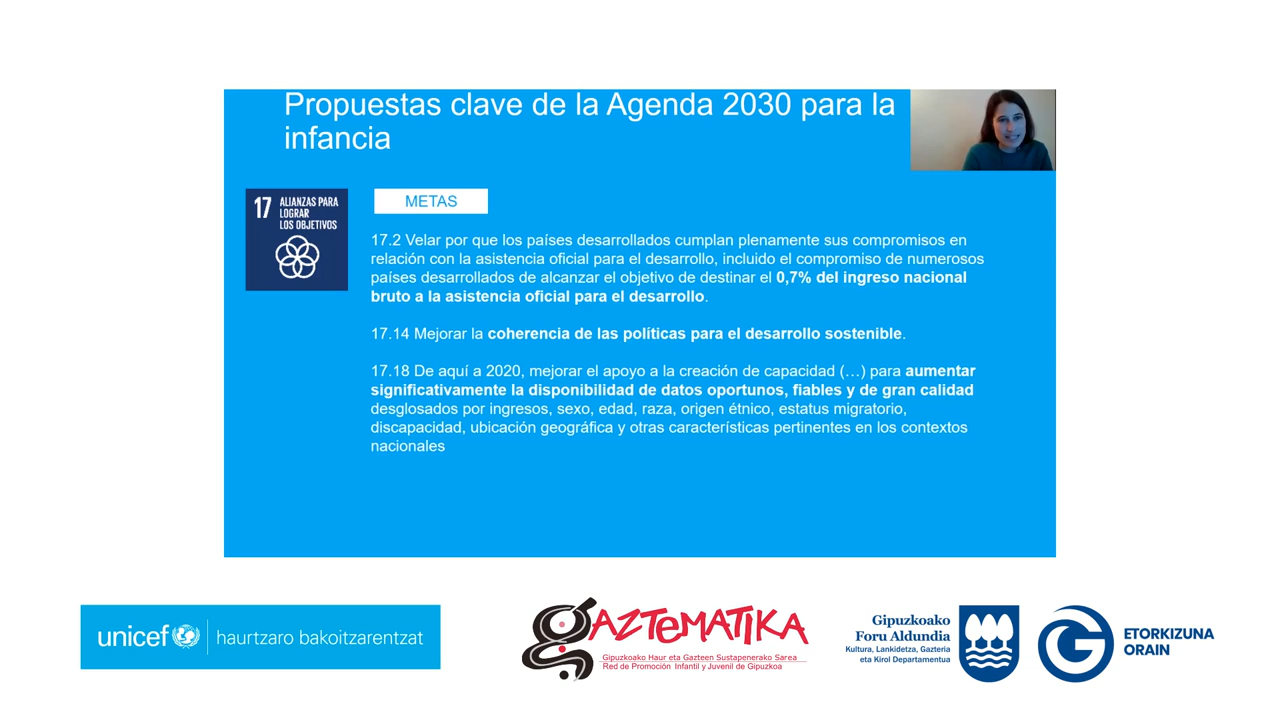 Propuestas clave de la Agenda 2030 para la
infancia
17 ALIANZAS PARA
LOGRAR
LOS OBJETIVOS
METAS
17.2 Velar por que los países desarrollados cumplan plenamente sus compromisos en
relación con la asistencia oficial para el desarrollo, incluido el compromiso de numerosos
países desarrollados de alcanzar el objetivo de destinar el 0,7% del ingreso nacional
bruto a la asistencia oficial para el desarrollo.
17.14 Mejorar la coherencia de las políticas para el desarrollo sostenible.
17.18 De aquí a 2020, mejorar el apoyo a la creación de capacidad (…) para aumentar
significativamente la disponibilidad de datos oportunos, fiables y de gran calidad
desglosados por ingresos, sexo, edad, raza, origen étnico, estatus migratorio,
discapacidad, ubicación geográfica y otras características pertinentes en los contextos
nacionales
unicef haurtzaro bakoitzarentzat
GAZTEMATIKA
Gipuzkoako Haur eta Gazteen Sustapenerako Sarea
Red de Promoción Infantil y Juvenil de Gipuzkoa
Gipuzkoako
Foru Aldundia
Kultura, Lankidetza, Gazteria
eta Kirol Departamentua
ETORKIZUNA
ORAIN